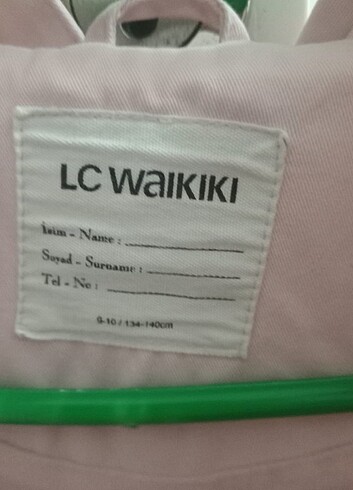 LC WAIKIKI
İsim - Name :
Soyad - Surname :
Tel - No :
9-10 / 134-140cm